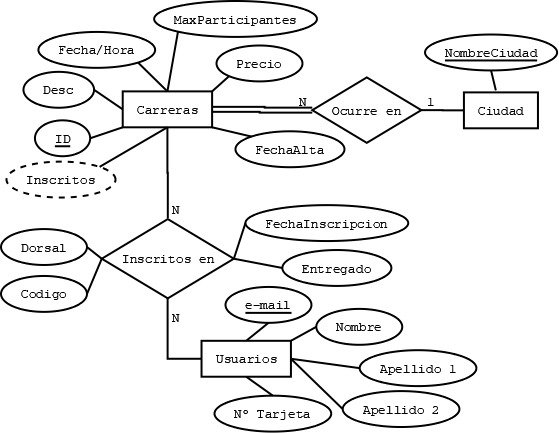 MaxParticipantes
Fecha/Hora
NombreCiudad
Precio
Desc
Carreras
N
Ocurre en
1
Ciudad
ID
FechaAlta
Inscritos
N
FechaInscripcion
Dorsal
Inscritos en
Entregado
Codigo
e-mail
N
Nombre
Usuarios
Apellido 1
Nº Tarjeta
Apellido 2